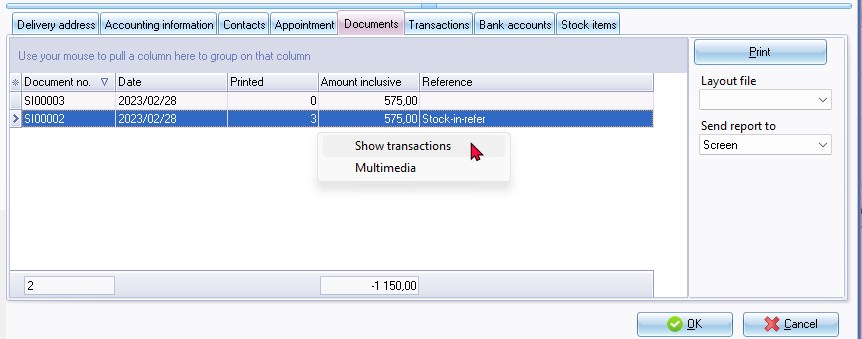 Delivery address Accounting information Contacts Appointment Documents Transactions Bank accounts Stock items
Use your mouse to pull a column here to group on that column
Print
Document no. Date Printed Amount inclusive Reference
Layout file
SI00003 2023/02/28 0 575,00
SI00002 2023/02/28 3 575,00 Stock-in-refer
Send report to
Screen
Show transactions
Multimedia
2 -1 150,00
OK Cancel